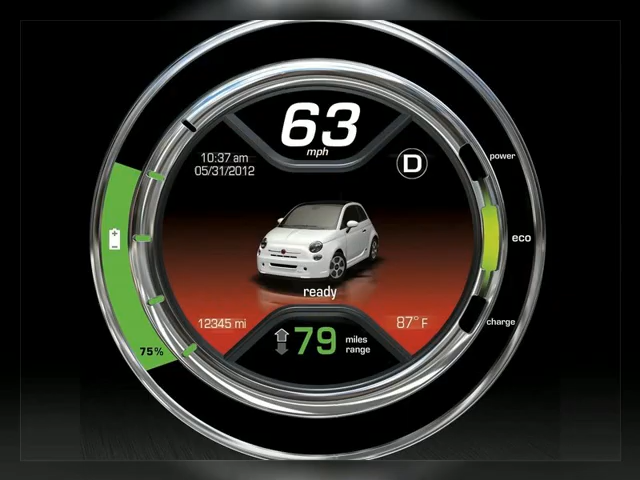 63
mph
10:37 am
05/31/2012
D
power
eco
ready
12345 mi
87° F
charge
79 miles
range
75%